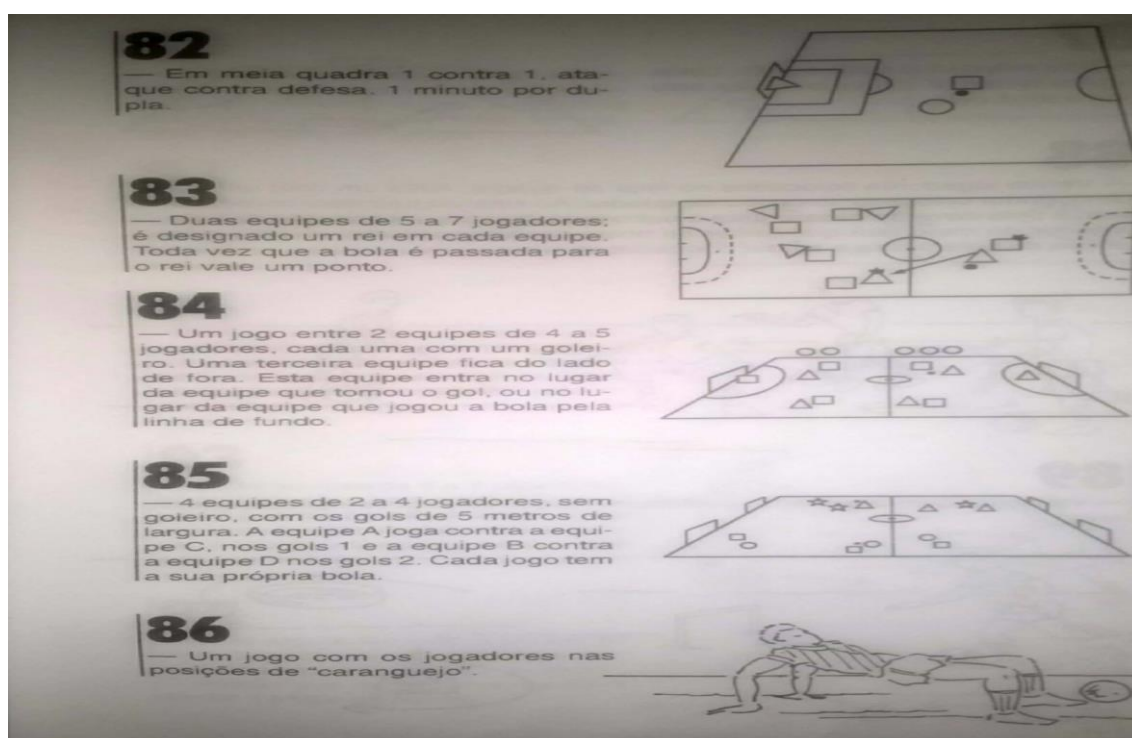 82
— Em meia quadra 1 contra 1, ata-
que contra defesa. 1 minuto por du-
pla.
83
— Duas equipes de 5 a 7 jogadores;
é designado um rei em cada equipe.
Toda vez que a bola é passada para
o rei vale um ponto.
84
— Um jogo entre 2 equipes de 4 a 5
jogadores, cada uma com um golei-
ro. Uma terceira equipe fica do lado
de fora. Esta equipe entra no lugar
da equipe que tomou o gol, ou no lu-
gar da equipe que jogou a bola pela
linha de fundo.
85
— 4 equipes de 2 a 4 jogadores, sem
goleiro, com os gols de 5 metros de
largura. A equipe A joga contra a equi-
pe C, nos gols 1 e a equipe B contra
a equipe D nos gols 2. Cada jogo tem
a sua própria bola.
86
— Um jogo com os jogadores nas
posições de "caranguejo".